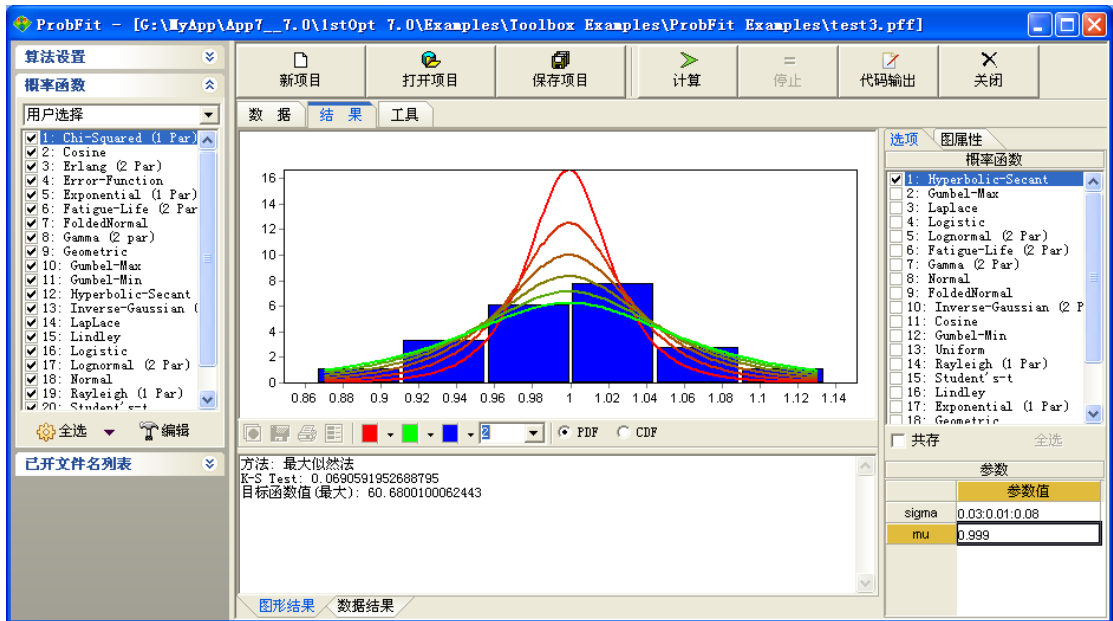 ProbFit - [G:\MyApp\App7__7.0\1stOpt 7.0\Examples\Toolbox Examples\ProbFit Examples\test3.pff]
算法设置
概率函数
用户选择
1: Chi-Squared (1 Par)
2: Cosine
3: Erlang (2 Par)
4: Error-Function
5: Exponential (1 Par)
6: Fatigue-Life (2 Par
7: FoldedNormal
8: Gamma (2 par)
9: Geometric
10: Gumbel-Max
11: Gumbel-Min
12: Hyperbolic-Secant
13: Inverse-Gaussian (
14: LapLace
15: Lindley
16: Logistic
17: Lognormal (2 Par)
18: Normal
19: Rayleigh (1 Par)
20: Student's-t
全选
编辑
已开文件名列表
新项目
打开项目
保存项目
计算
停止
代码输出
关闭
数 据
结 果
工具
16
14
12
10
8
6
4
2
0
0.86 0.88 0.9 0.92 0.94 0.96 0.98 1 1.02 1.04 1.06 1.08 1.1 1.12 1.14
2
PDF
CDF
方法: 最大似然法
K-S Test: 0.0690591952688795
目标函数值(最大): 60.6800100062443
图形结果
数据结果
选项
图属性
概率函数
1: Hyperbolic-Secant
2: Gumbel-Max
3: Laplace
4: Logistic
5: Lognormal (2 Par)
6: Fatigue-Life (2 Par)
7: Gamma (2 Par)
8: Normal
9: FoldedNormal
10: Inverse-Gaussian (2 P
11: Cosine
12: Gumbel-Min
13: Uniform
14: Rayleigh (1 Par)
15: Student's-t
16: Lindley
17: Exponential (1 Par)
18: Geometric
共存
全选
参数
参数值
sigma 0.03:0.01:0.08
mu 0.999